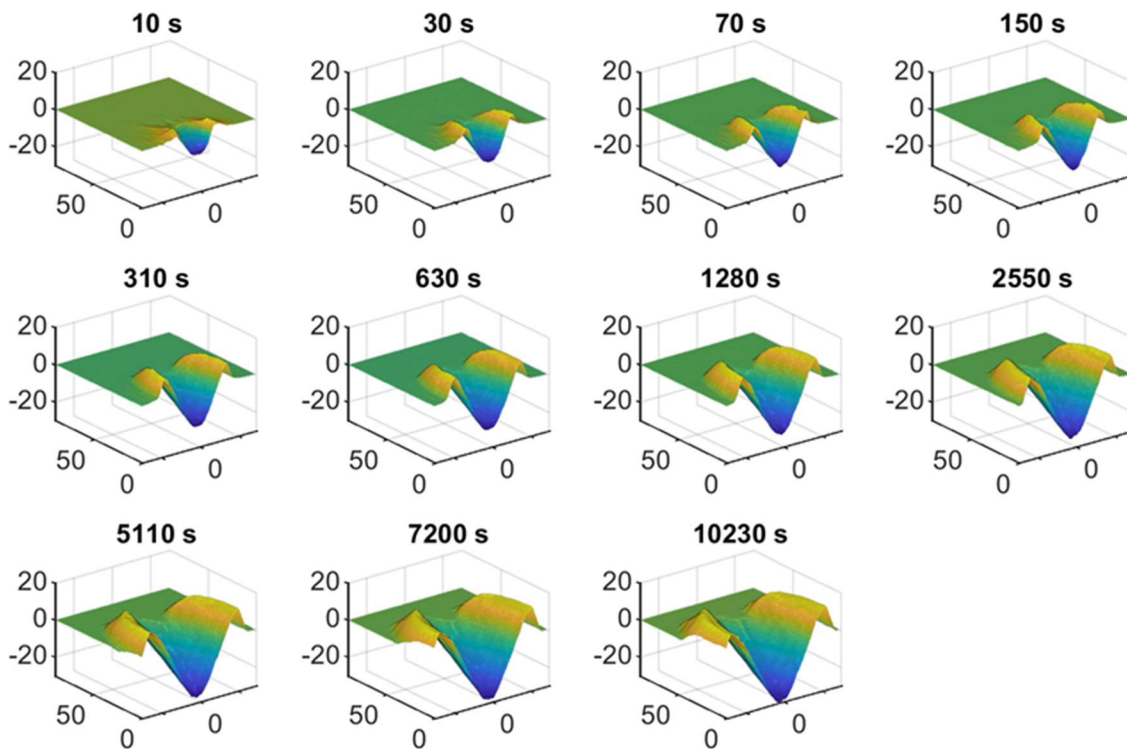 10 s 30 s 70 s 150 s
20 20 20 20
0 0 0 0
-20 -20 -20 -20
50 0 50 0 50 0 50 0
0 0 0 0
310 s 630 s 1280 s 2550 s
20 20 20 20
0 0 0 0
-20 -20 -20 -20
50 0 50 0 50 0 50 0
0 0 0 0
5110 s 7200 s 10230 s
20 20 20
0 0 0
-20 -20 -20
50 0 50 0 50 0
0 0 0